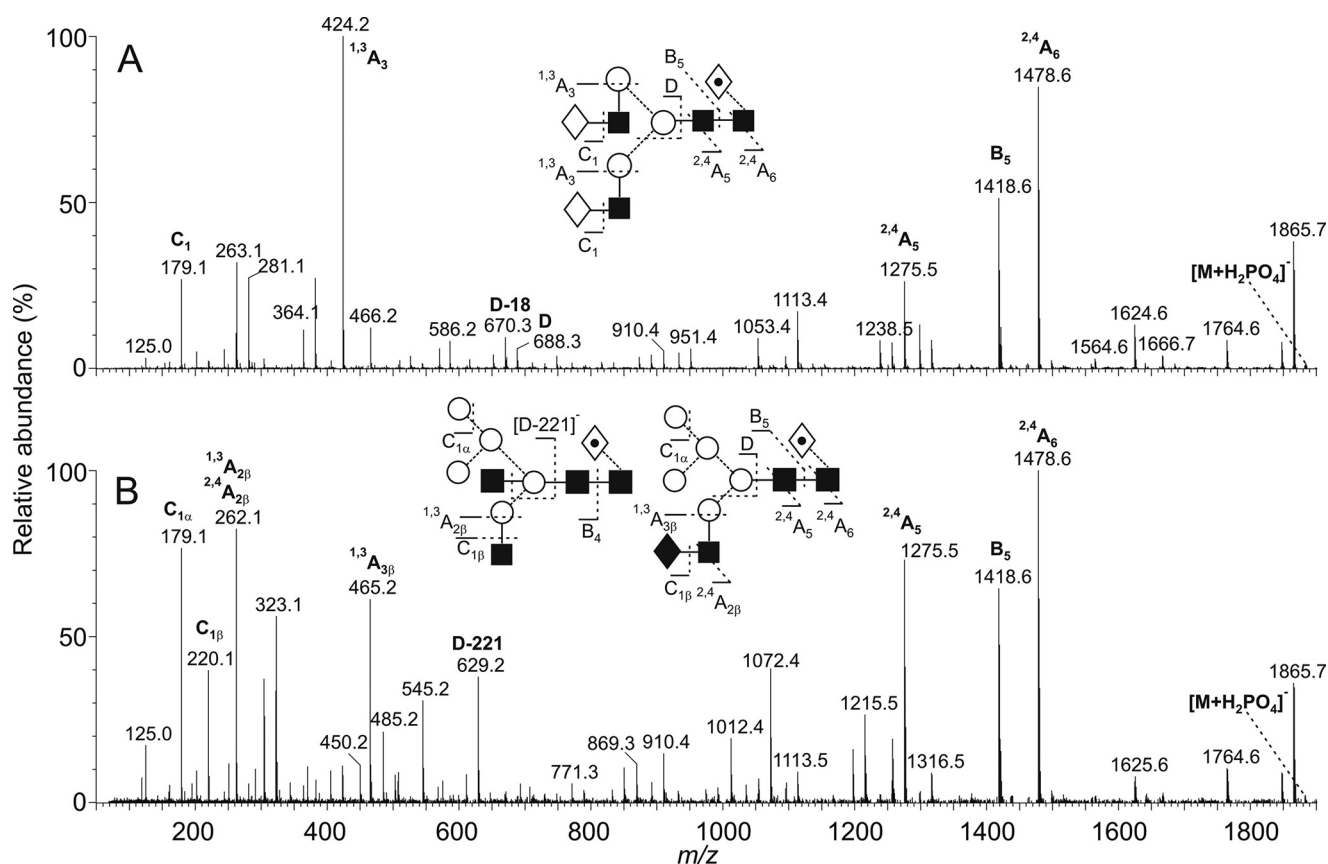 A
Relative abundance (%)
100
50
0
C₁
179.1
125.0
263.1
281.1
364.1
424.2
¹,³A₃
466.2
586.2
D-18
670.3
D
688.3
910.4
951.4
1053.4
1113.4
1238.5
²,⁴A₅
1275.5
B₅
1418.6
²,⁴A₆
1478.6
1564.6
1624.6
1666.7
1764.6
[M+H₂PO₄]⁻
1865.7
¹,³A₃
C₁
¹,³A₃
C₁
D
B₅
²,⁴A₅
²,⁴A₆
B
100
50
0
125.0
C₁α
179.1
C₁β
220.1
¹,³A₂β
²,⁴A₂β
262.1
323.1
450.2
¹,³A₃β
465.2
485.2
545.2
D-221
629.2
771.3
869.3
910.4
1012.4
1072.4
1113.5
1215.5
²,⁴A₅
1275.5
1316.5
B₅
1418.6
²,⁴A₆
1478.6
1625.6
1764.6
[M+H₂PO₄]⁻
1865.7
C₁α
[D-221]⁻
¹,³A₂β
C₁β
B₄
C₁α
D
B₅
¹,³A₃β
C₁β
²,⁴A₂β
²,⁴A₅
²,⁴A₆
200
400
600
800
1000
1200
1400
1600
1800
m/z